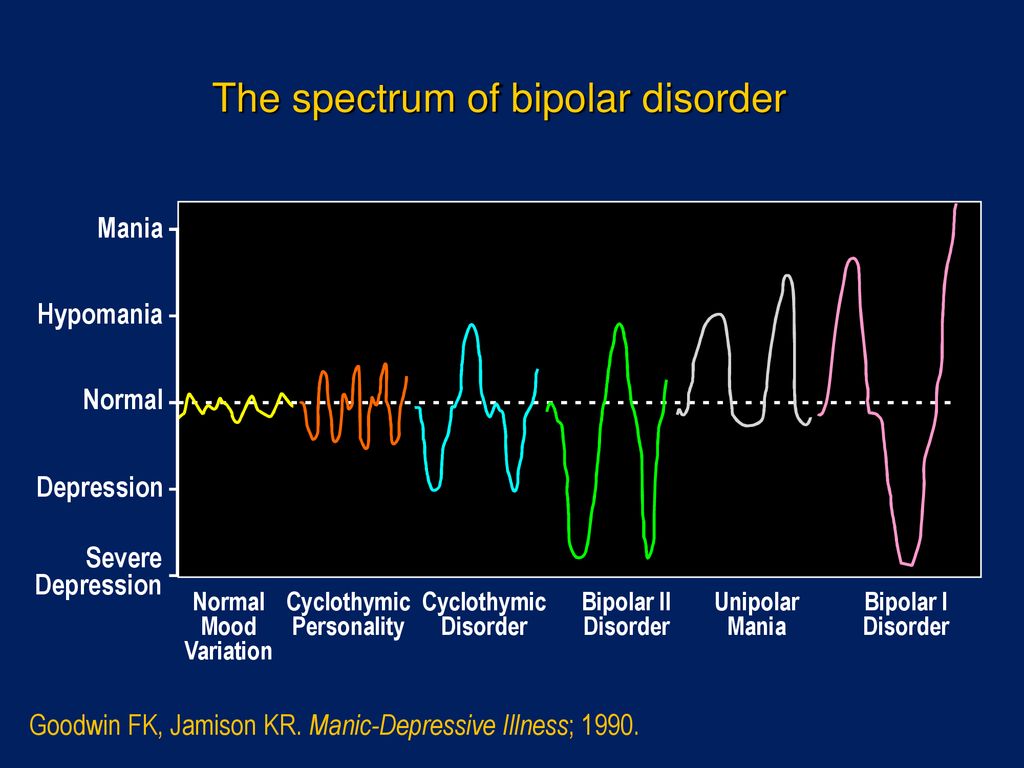 The spectrum of bipolar disorder
Mania -
Hypomania -
Normal -
Depression -
Severe
Depression -
Normal
Mood
Variation
Cyclothymic
Personality
Cyclothymic
Disorder
Bipolar II
Disorder
Unipolar
Mania
Bipolar I
Disorder
Goodwin FK, Jamison KR. Manic-Depressive Illness; 1990.